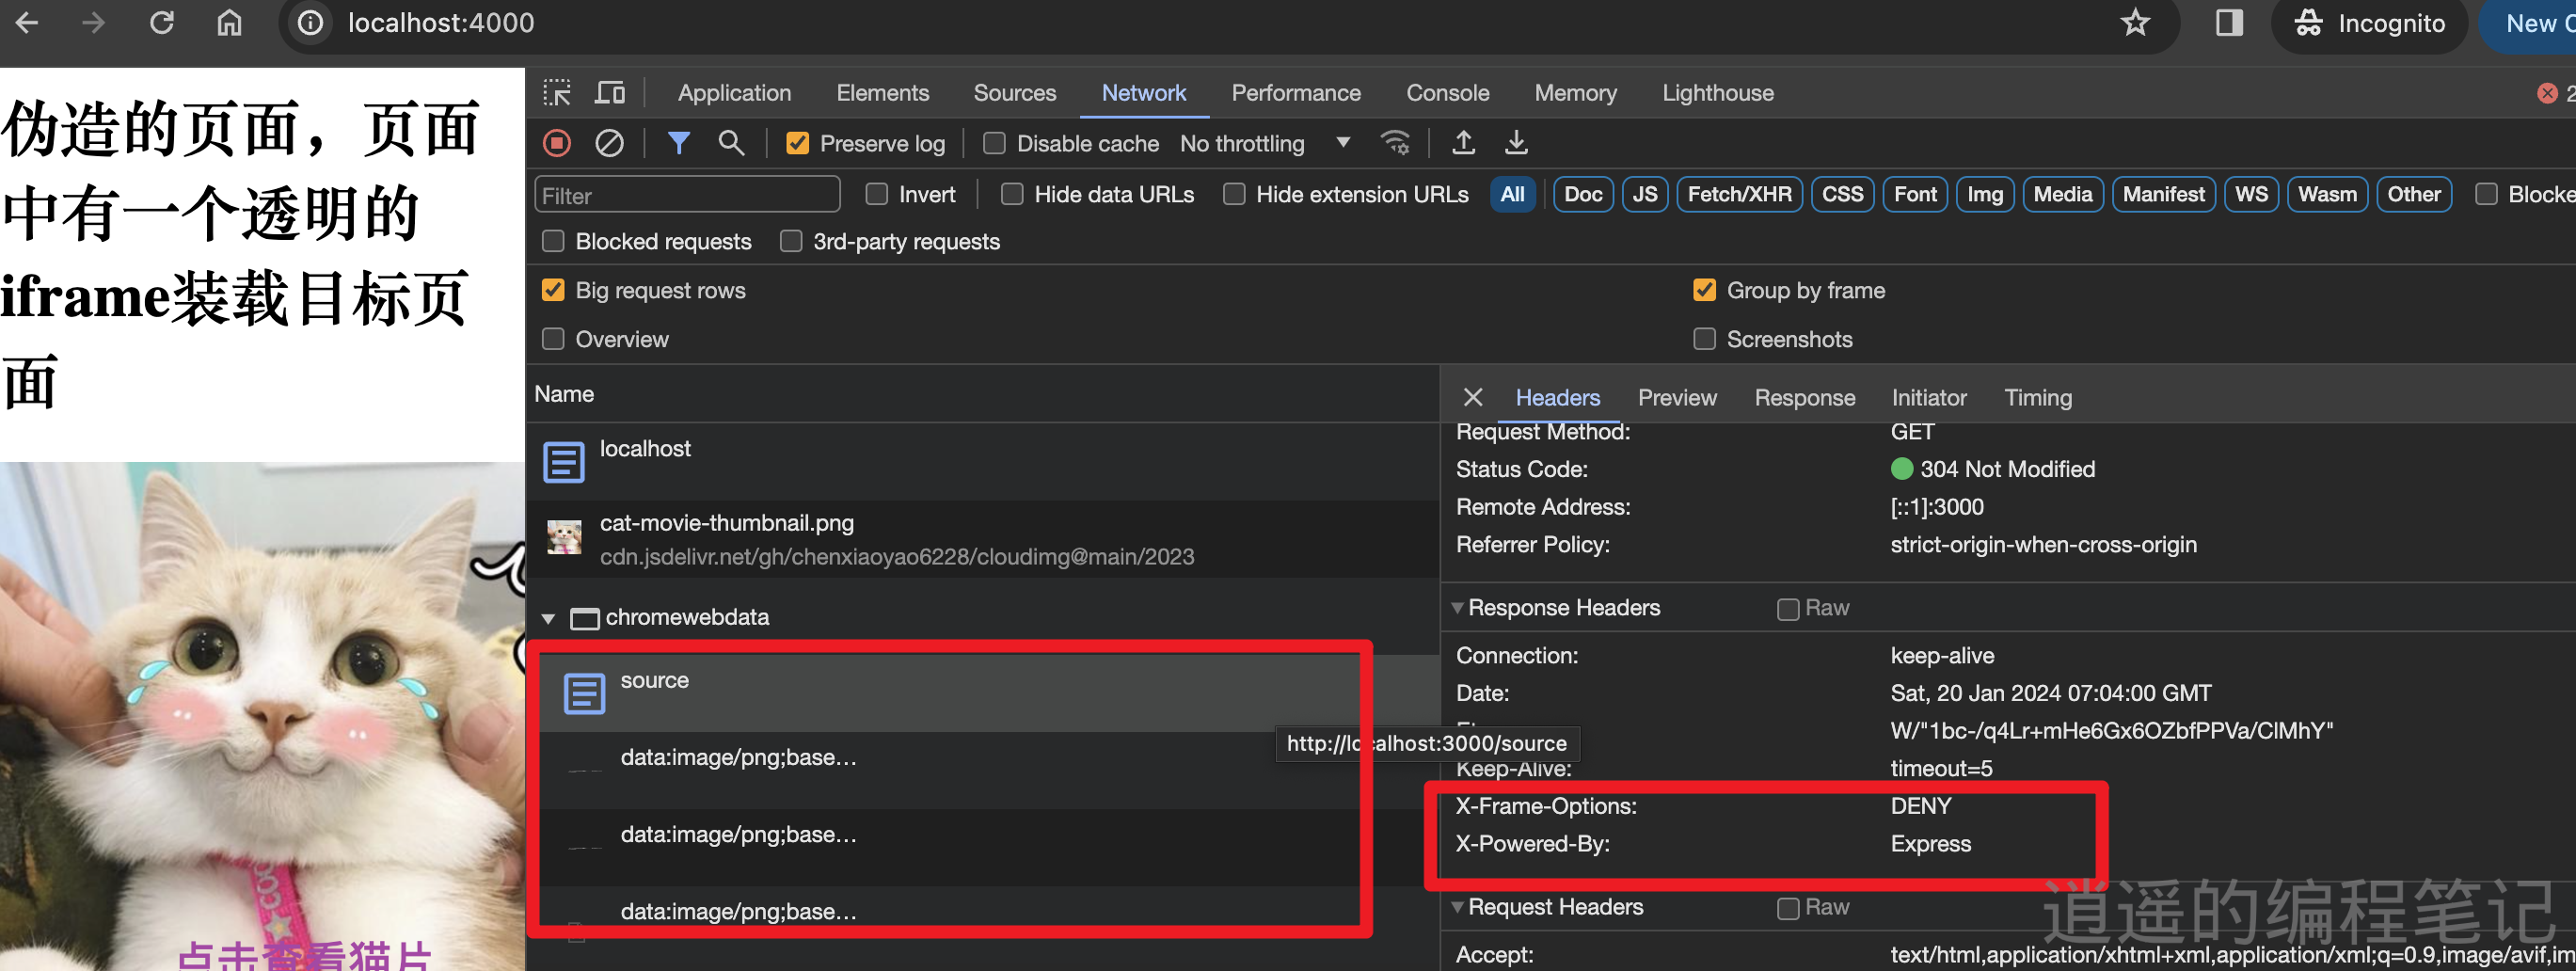 localhost:4000
Incognito
New C
伪造的页面，页面
中有一个透明的
iframe装载目标页
面
点击查看猫片
Application Elements Sources Network Performance Console Memory Lighthouse
2
Preserve log Disable cache No throttling
Filter Invert Hide data URLs Hide extension URLs All Doc JS Fetch/XHR CSS Font Img Media Manifest WS Wasm Other Blocke
Blocked requests 3rd-party requests
Big request rows Group by frame
Overview Screenshots
Name
localhost
cat-movie-thumbnail.png
cdn.jsdelivr.net/gh/chenxiaoyao6228/cloudimg@main/2023
chromewebdata
source
http://localhost:3000/source
data:image/png;base…
data:image/png;base…
data:image/png;base…
Headers Preview Response Initiator Timing
Request Method: GET
Status Code: 304 Not Modified
Remote Address: [::1]:3000
Referrer Policy: strict-origin-when-cross-origin
Response Headers Raw
Connection: keep-alive
Date: Sat, 20 Jan 2024 07:04:00 GMT
W/"1bc-/q4Lr+mHe6Gx6OZbfPPVa/ClMhY"
Keep-Alive: timeout=5
X-Frame-Options: DENY
X-Powered-By: Express
Request Headers Raw
Accept: text/html,application/xhtml+xml,application/xml;q=0.9,image/avif,im
逍遥的编程笔记